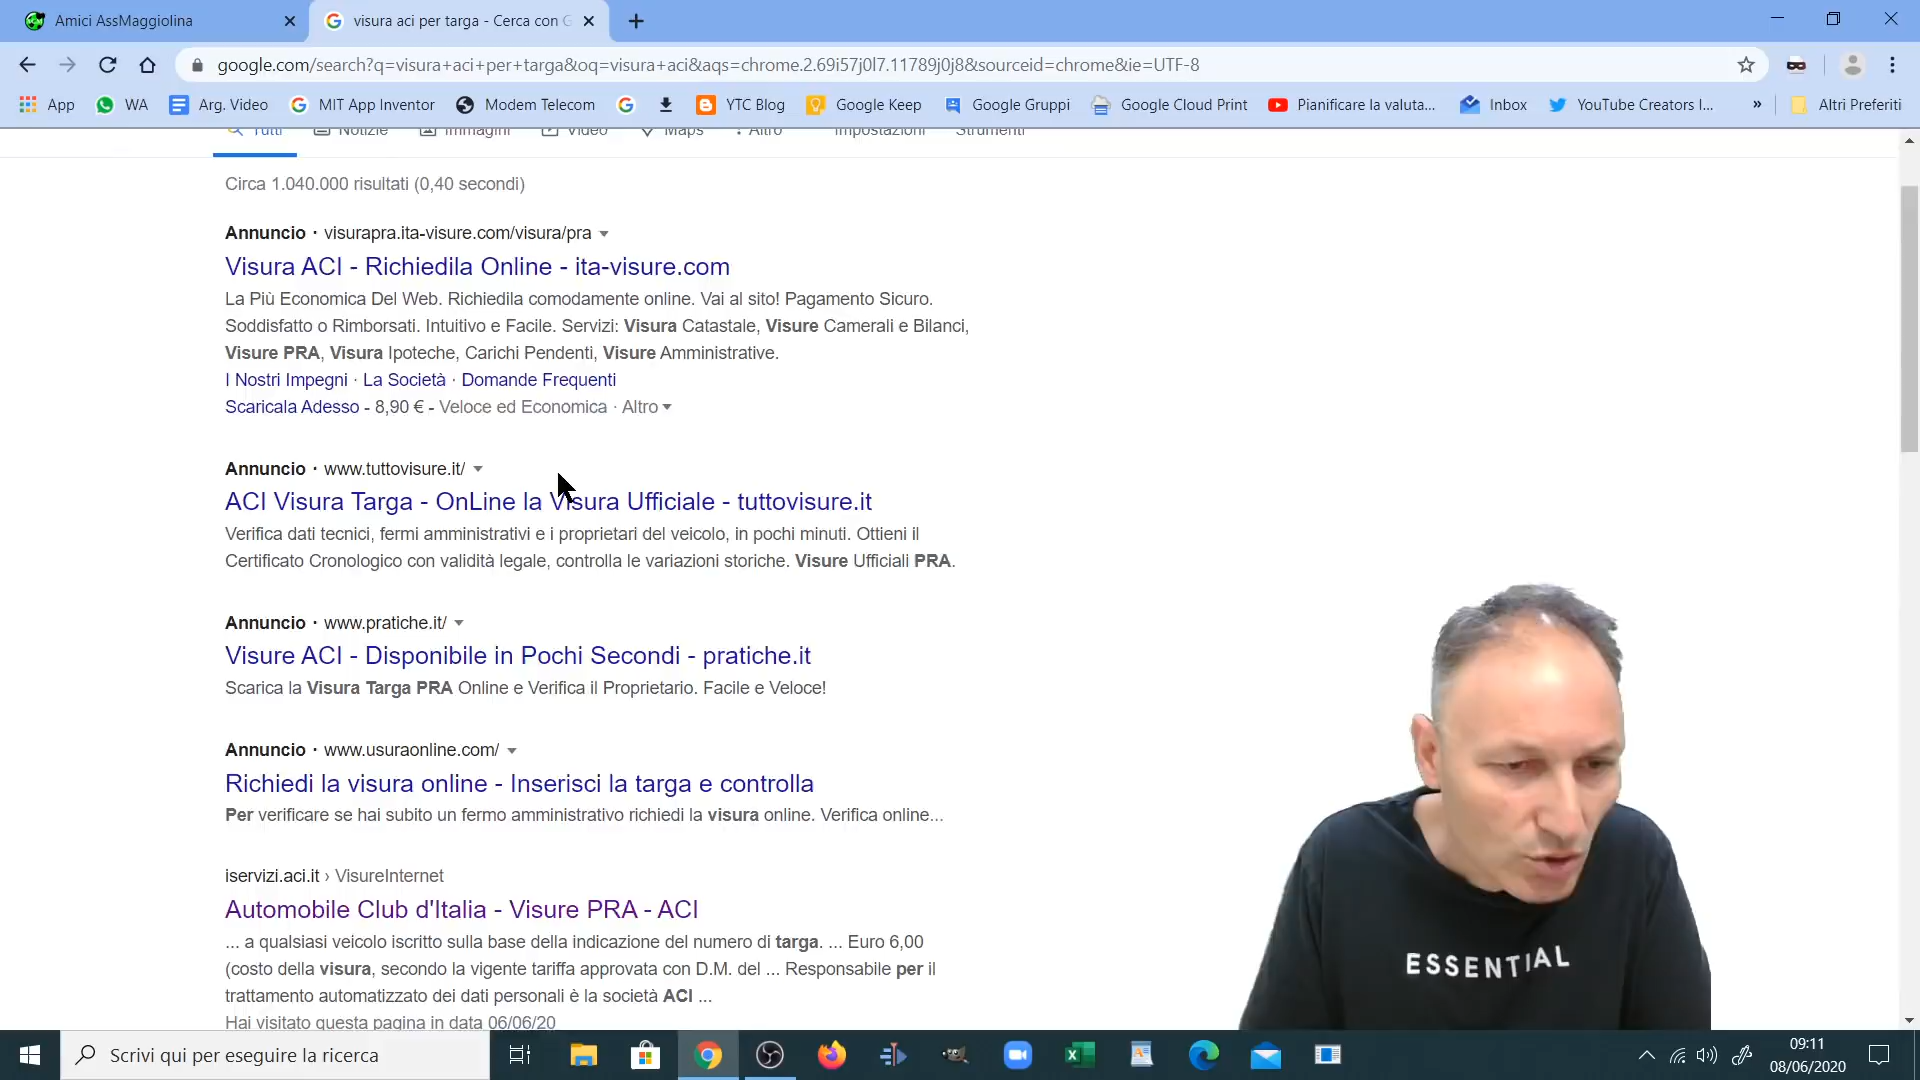 Amici AssMaggiolina
visura aci per targa - Cerca con G
google.com/search?q=visura+aci+per+targa&oq=visura+aci&aqs=chrome.2.69i57j0l7.11789j0j8&sourceid=chrome&ie=UTF-8
App WA Arg. Video MIT App Inventor Modem Telecom YTC Blog Google Keep Google Gruppi Google Cloud Print Pianificare la valuta... Inbox YouTube Creators I... » Altri Preferiti
Tutti Notizie Immagini Video Maps Altro Impostazioni Strumenti
Circa 1.040.000 risultati (0,40 secondi)
Annuncio · visurapra.ita-visure.com/visura/pra
Visura ACI - Richiedila Online - ita-visure.com
La Più Economica Del Web. Richiedila comodamente online. Vai al sito! Pagamento Sicuro.
Soddisfatto o Rimborsati. Intuitivo e Facile. Servizi: Visura Catastale, Visure Camerali e Bilanci,
Visure PRA, Visura Ipoteche, Carichi Pendenti, Visure Amministrative.
I Nostri Impegni · La Società · Domande Frequenti
Scaricala Adesso - 8,90 € - Veloce ed Economica · Altro
Annuncio · www.tuttovisure.it/
ACI Visura Targa - OnLine la Visura Ufficiale - tuttovisure.it
Verifica dati tecnici, fermi amministrativi e i proprietari del veicolo, in pochi minuti. Ottieni il
Certificato Cronologico con validità legale, controlla le variazioni storiche. Visure Ufficiali PRA.
Annuncio · www.pratiche.it/
Visure ACI - Disponibile in Pochi Secondi - pratiche.it
Scarica la Visura Targa PRA Online e Verifica il Proprietario. Facile e Veloce!
Annuncio · www.usuraonline.com/
Richiedi la visura online - Inserisci la targa e controlla
Per verificare se hai subito un fermo amministrativo richiedi la visura online. Verifica online...
iservizi.aci.it › VisureInternet
Automobile Club d'Italia - Visure PRA - ACI
... a qualsiasi veicolo iscritto sulla base della indicazione del numero di targa. ... Euro 6,00
(costo della visura, secondo la vigente tariffa approvata con D.M. del ... Responsabile per il
trattamento automatizzato dei dati personali è la società ACI ...
Hai visitato questa pagina in data 06/06/20
ESSENTIAL
Scrivi qui per eseguire la ricerca
09:11
08/06/2020